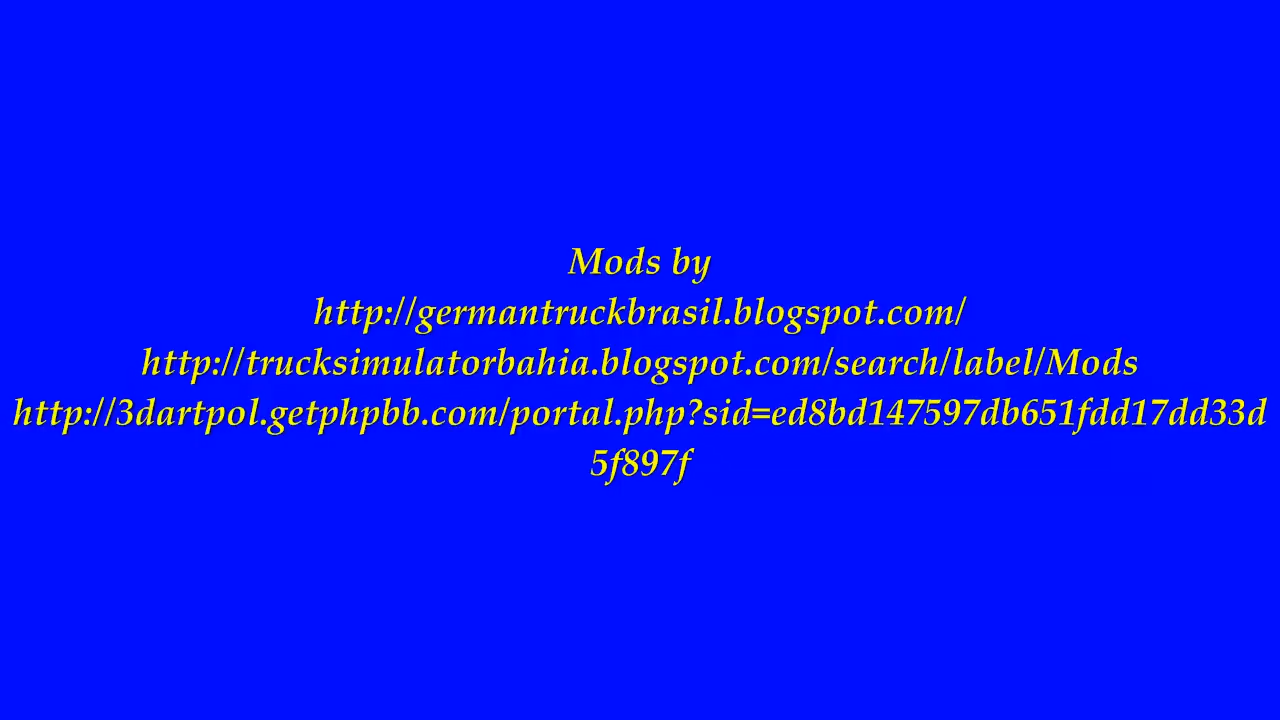 Mods by
http://germantruckbrasil.blogspot.com/
http://trucksimulatorbahia.blogspot.com/search/label/Mods
http://3dartpol.getphpbb.com/portal.php?sid=ed8bd147597db651fdd17dd33d
5f897f